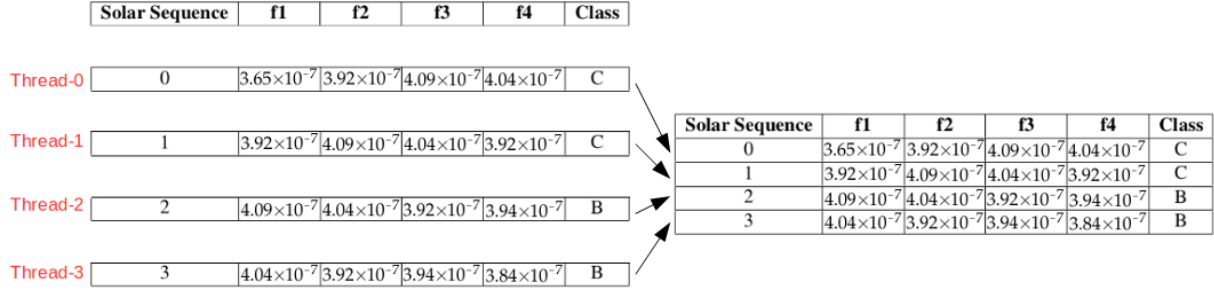 Solar Sequence f1 f2 f3 f4 Class
Thread-0 0 3.65×10⁻⁷ 3.92×10⁻⁷ 4.09×10⁻⁷ 4.04×10⁻⁷ C
Thread-1 1 3.92×10⁻⁷ 4.09×10⁻⁷ 4.04×10⁻⁷ 3.92×10⁻⁷ C
Thread-2 2 4.09×10⁻⁷ 4.04×10⁻⁷ 3.92×10⁻⁷ 3.94×10⁻⁷ B
Thread-3 3 4.04×10⁻⁷ 3.92×10⁻⁷ 3.94×10⁻⁷ 3.84×10⁻⁷ B
Solar Sequence f1 f2 f3 f4 Class
0 3.65×10⁻⁷ 3.92×10⁻⁷ 4.09×10⁻⁷ 4.04×10⁻⁷ C
1 3.92×10⁻⁷ 4.09×10⁻⁷ 4.04×10⁻⁷ 3.92×10⁻⁷ C
2 4.09×10⁻⁷ 4.04×10⁻⁷ 3.92×10⁻⁷ 3.94×10⁻⁷ B
3 4.04×10⁻⁷ 3.92×10⁻⁷ 3.94×10⁻⁷ 3.84×10⁻⁷ B